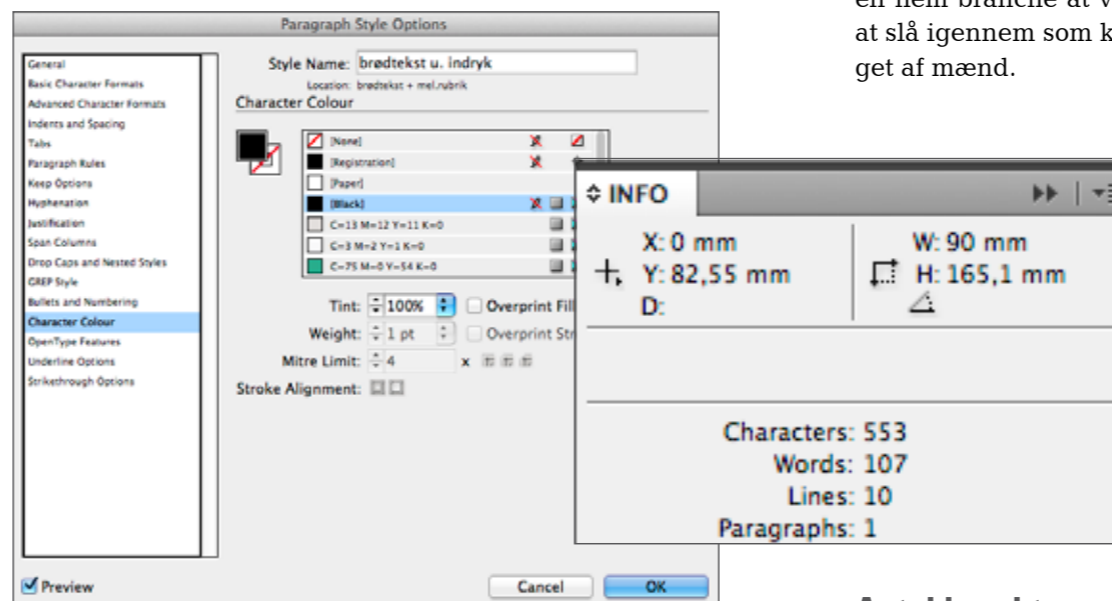 en nem branche at v
at slå igennem som k
get af mænd.
Paragraph Style Options
General
Basic Character Formats
Advanced Character Formats
Indents and Spacing
Tabs
Paragraph Rules
Keep Options
Hyphenation
Justification
Span Columns
Drop Caps and Nested Styles
GREP Style
Bullets and Numbering
Character Colour
OpenType Features
Underline Options
Strikethrough Options
Style Name: brødtekst u. indryk
Location: brødtekst + mel.rubrik
Character Colour
[None]
[Registration]
[Paper]
[Black]
C=13 M=12 Y=11 K=0
C=3 M=2 Y=1 K=0
C=75 M=0 Y=54 K=0
Tint: 100% Overprint Fill
Weight: 1 pt Overprint Str
Mitre Limit: 4 x
Stroke Alignment:
Preview
Cancel OK
INFO
X: 0 mm W: 90 mm
Y: 82,55 mm H: 165,1 mm
D:
Characters: 553
Words: 107
Lines: 10
Paragraphs: 1